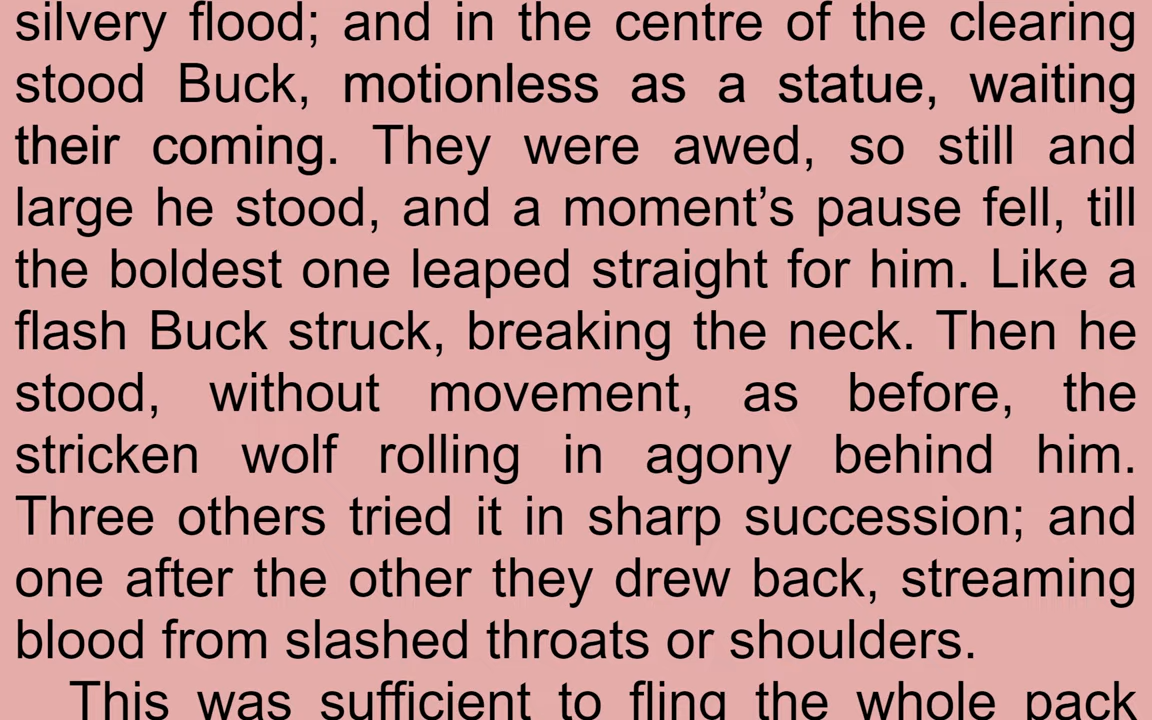 silvery flood; and in the centre of the clearing
stood Buck, motionless as a statue, waiting
their coming. They were awed, so still and
large he stood, and a moment’s pause fell, till
the boldest one leaped straight for him. Like a
flash Buck struck, breaking the neck. Then he
stood, without movement, as before, the
stricken wolf rolling in agony behind him.
Three others tried it in sharp succession; and
one after the other they drew back, streaming
blood from slashed throats or shoulders.
This was sufficient to fling the whole pack